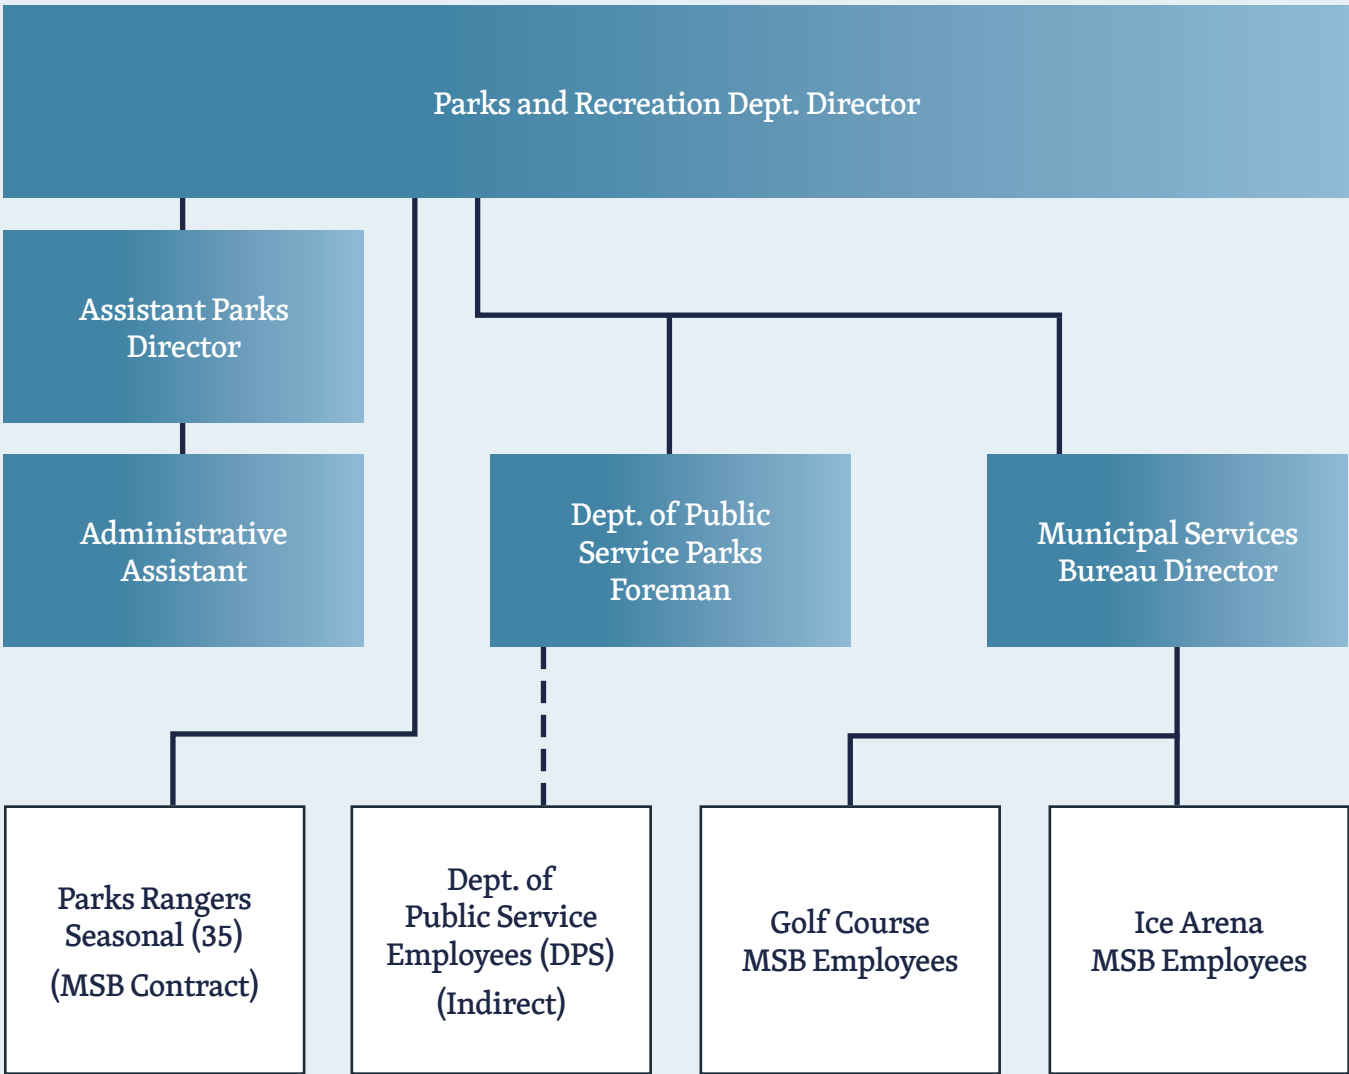 Parks and Recreation Dept. Director
Assistant Parks
Director
Administrative
Assistant
Dept. of Public
Service Parks
Foreman
Municipal Services
Bureau Director
Parks Rangers
Seasonal (35)
(MSB Contract)
Dept. of
Public Service
Employees (DPS)
(Indirect)
Golf Course
MSB Employees
Ice Arena
MSB Employees